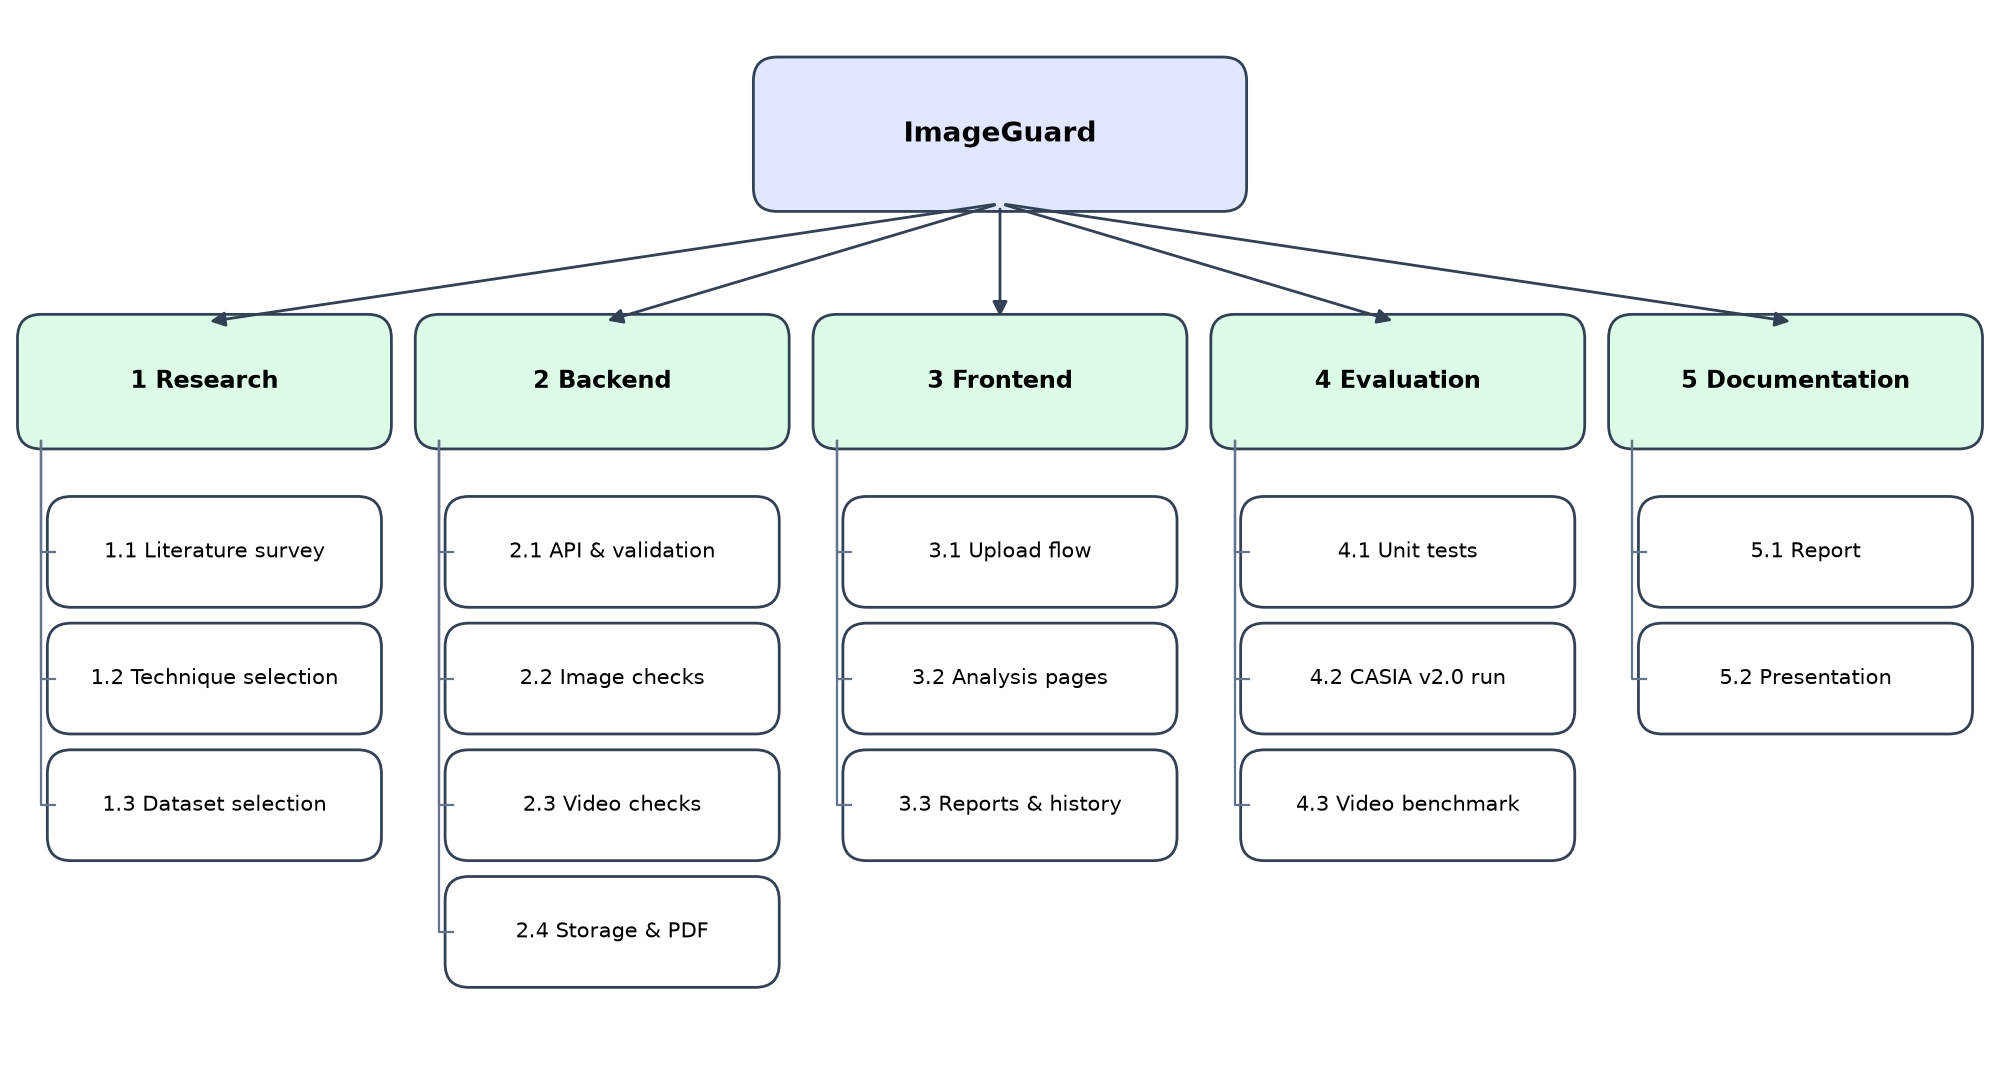 ImageGuard
1 Research
2 Backend
3 Frontend
4 Evaluation
5 Documentation
1.1 Literature survey
1.2 Technique selection
1.3 Dataset selection
2.1 API & validation
2.2 Image checks
2.3 Video checks
2.4 Storage & PDF
3.1 Upload flow
3.2 Analysis pages
3.3 Reports & history
4.1 Unit tests
4.2 CASIA v2.0 run
4.3 Video benchmark
5.1 Report
5.2 Presentation